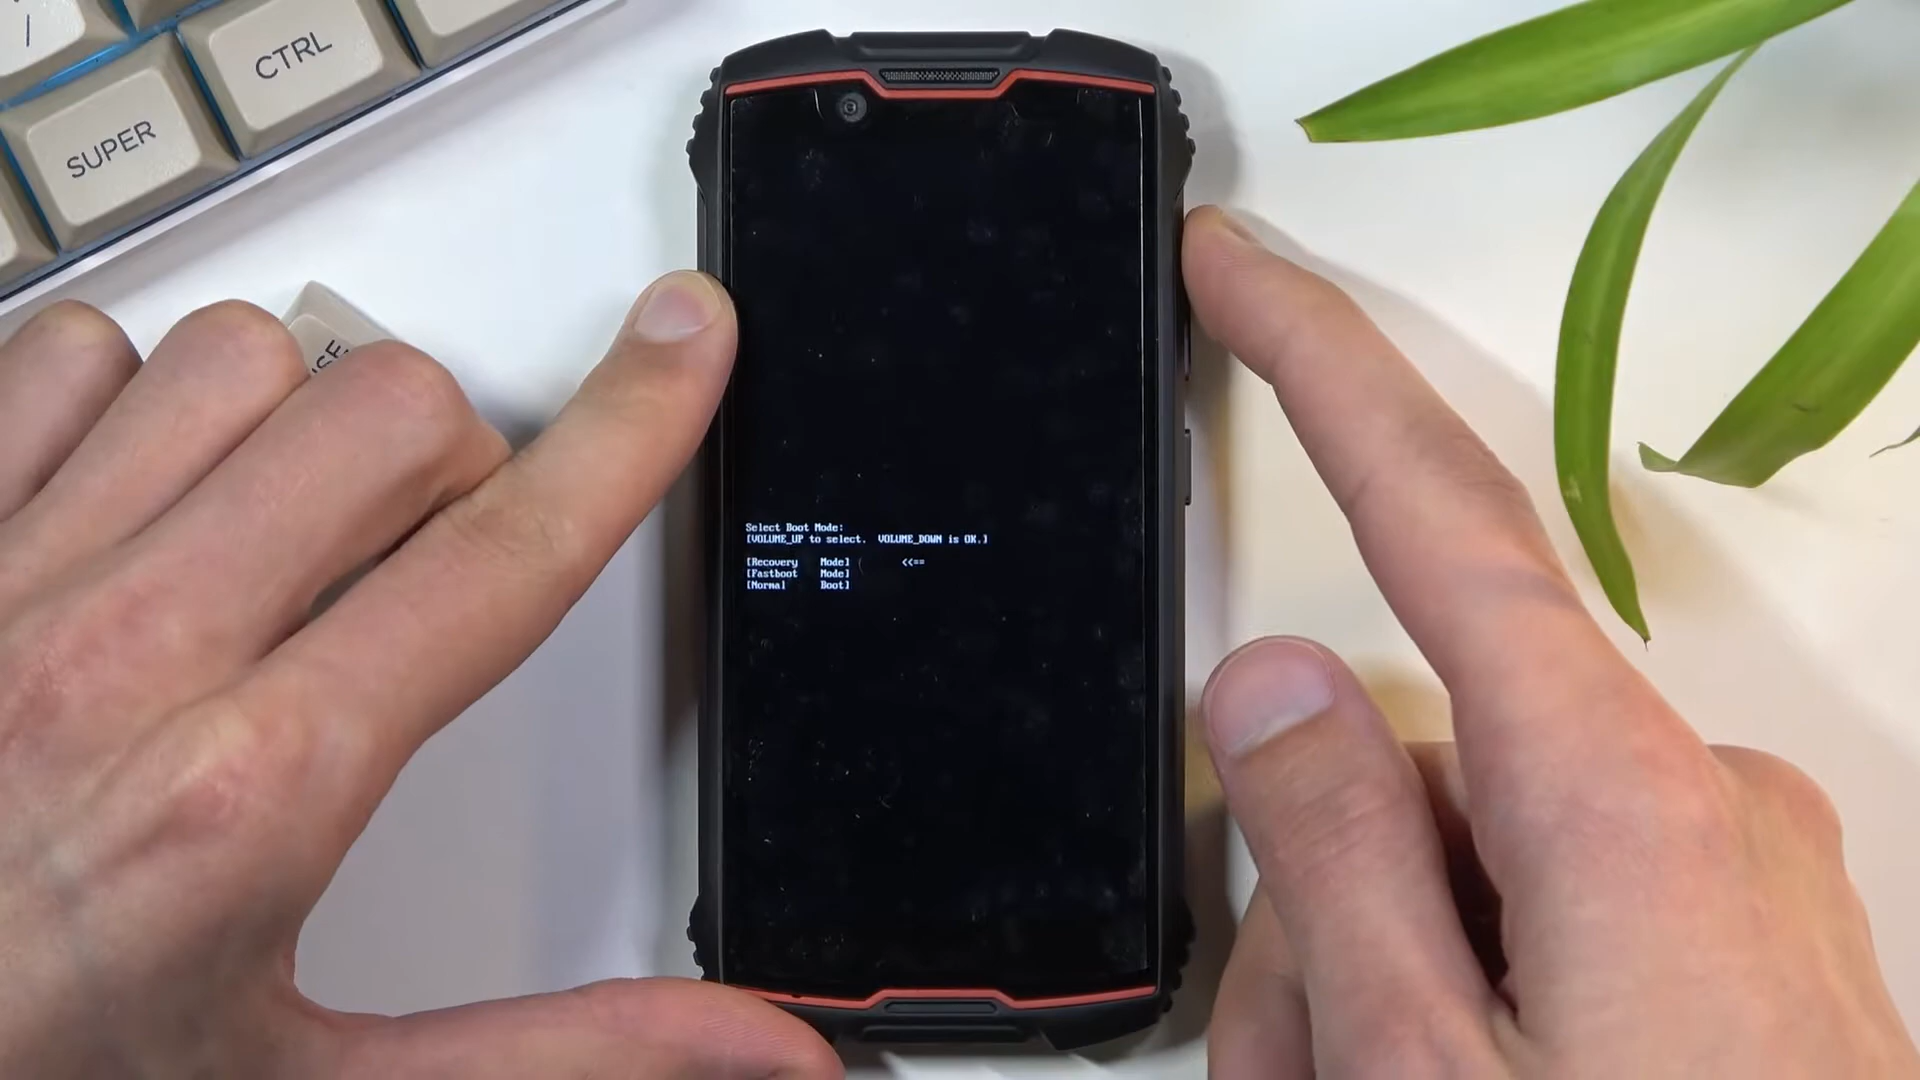 /
CTRL
SUPER
Select Boot Mode:
[VOLUME_UP to select.  VOLUME_DOWN is OK.]
[Recovery    Mode]         <<==
[Fastboot    Mode]
[Normal      Boot]